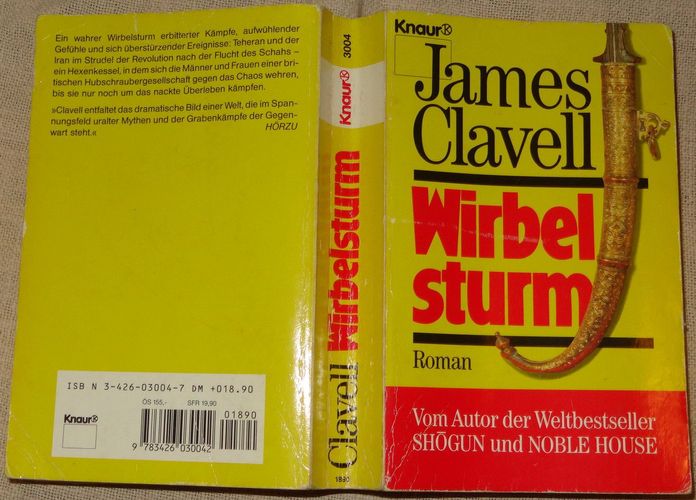 Ein wahrer Wirbelsturm erbitterter Kämpfe, aufwühlender
Gefühle und sich überstürzender Ereignisse: Teheran und der
Iran im Strudel der Revolution nach der Flucht des Schahs –
ein Hexenkessel, in dem sich die Männer und Frauen einer bri-
tischen Hubschraubergesellschaft gegen das Chaos wehren,
bis sie nur noch um das nackte Überleben kämpfen.
»Clavell entfaltet das dramatische Bild einer Welt, die im Span-
nungsfeld uralter Mythen und der Grabenkämpfe der Gegen-
wart steht.«
HÖRZU
ISB N 3-426-03004-7 DM +018.90
ÖS 155,- SFR 19,90
Knaur
01890
9 783426 030042
3004
Knaur
Wirbelsturm
Clavell
1890
Knaur
James
Clavell
Wirbel
sturm
Roman
Vom Autor der Weltbestseller
SHŌGUN und NOBLE HOUSE